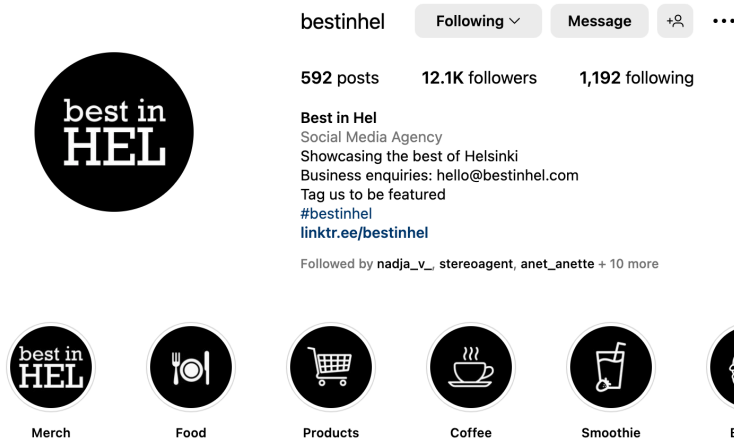 bestinhel Following Message
592 posts 12.1K followers 1,192 following
best in
HEL
Best in Hel
Social Media Agency
Showcasing the best of Helsinki
Business enquiries: hello@bestinhel.com
Tag us to be featured
#bestinhel
linktr.ee/bestinhel
Followed by nadja_v_, stereoagent, anet_anette + 10 more
best in
HEL
Merch Food Products Coffee Smoothie